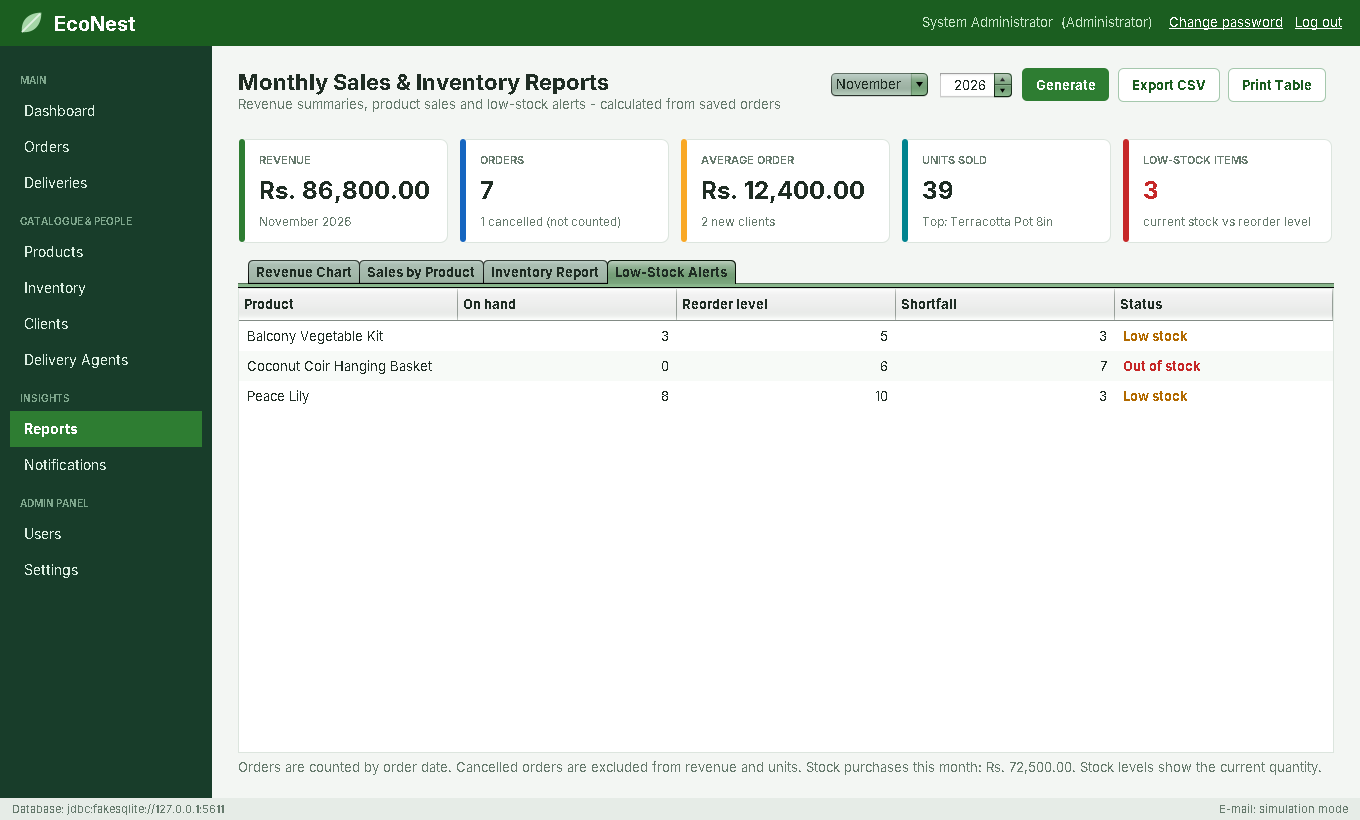 EcoNest
System Administrator (Administrator) Change password Log out
MAIN
Dashboard
Orders
Deliveries
CATALOGUE & PEOPLE
Products
Inventory
Clients
Delivery Agents
INSIGHTS
Reports
Notifications
ADMIN PANEL
Users
Settings
Monthly Sales & Inventory Reports
Revenue summaries, product sales and low-stock alerts - calculated from saved orders
November 2026 Generate Export CSV Print Table
REVENUE
Rs. 86,800.00
November 2026
ORDERS
7
1 cancelled (not counted)
AVERAGE ORDER
Rs. 12,400.00
2 new clients
UNITS SOLD
39
Top: Terracotta Pot 8in
LOW-STOCK ITEMS
3
current stock vs reorder level
Revenue Chart Sales by Product Inventory Report Low-Stock Alerts
Product On hand Reorder level Shortfall Status
Balcony Vegetable Kit 3 5 3 Low stock
Coconut Coir Hanging Basket 0 6 7 Out of stock
Peace Lily 8 10 3 Low stock
Orders are counted by order date. Cancelled orders are excluded from revenue and units. Stock purchases this month: Rs. 72,500.00. Stock levels show the current quantity.
Database: jdbc:fakesqlite://127.0.0.1:5611 E-mail: simulation mode